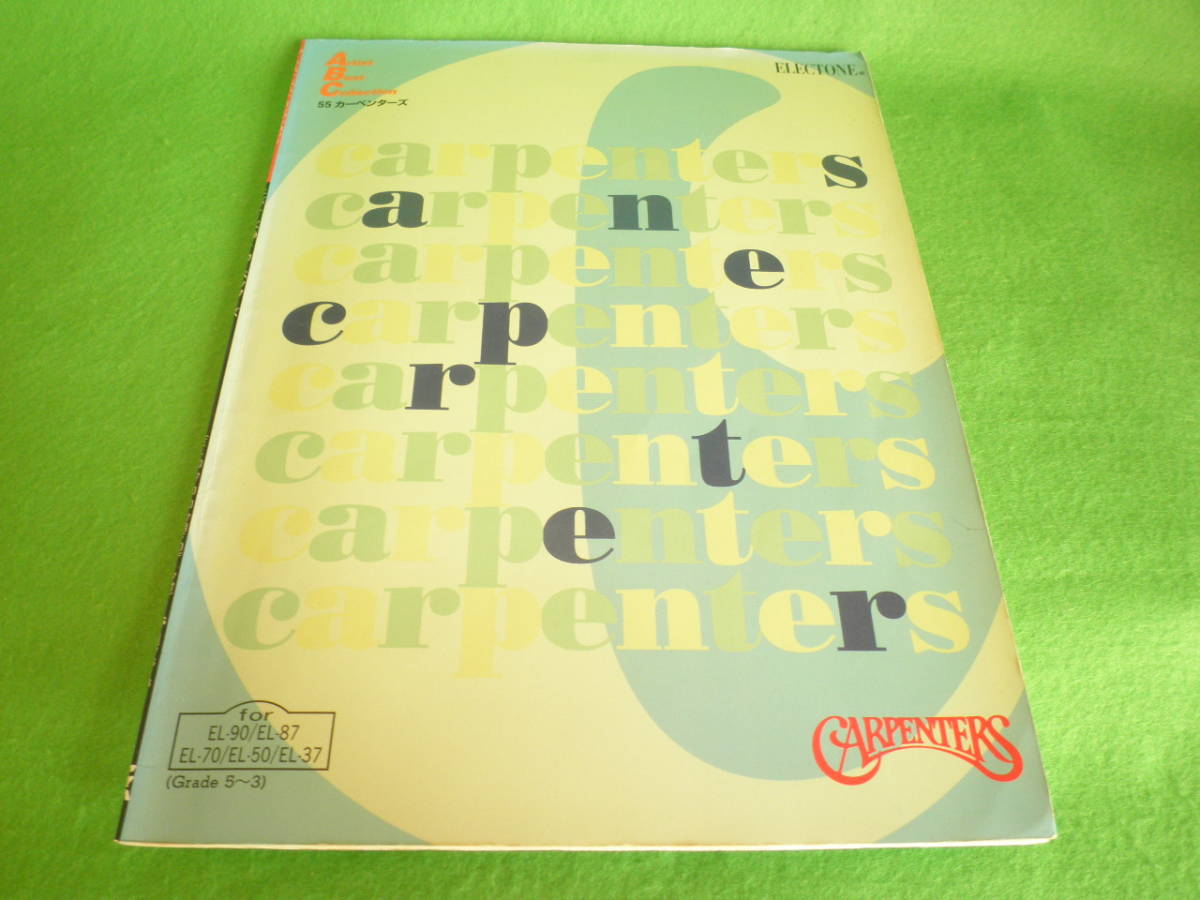 Artist
Best
Collection
55 カーペンターズ
ELECTONE®
carpenters
carpenters
carpenters
carpenters
carpenters
carpenters
carpenters
carpenters
for
EL-90/EL-87
EL-70/EL-50/EL-37
(Grade 5～3)
CARPENTERS